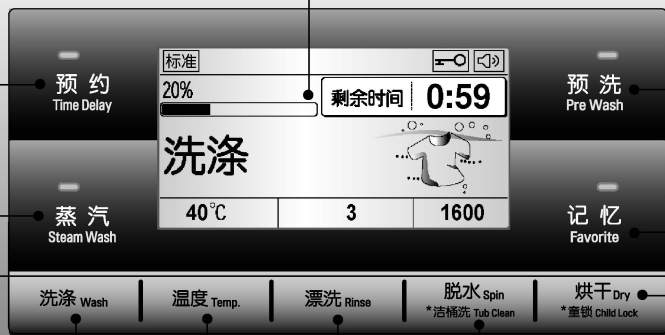 预约
Time Delay
标准
20%
剩余时间 0:59
预洗
Pre Wash
洗涤
蒸汽
Steam Wash
40℃ 3 1600
记忆
Favorite
洗涤 Wash
温度 Temp.
漂洗 Rinse
脱水 Spin
*洁桶洗 Tub Clean
烘干 Dry
*童锁 Child Lock